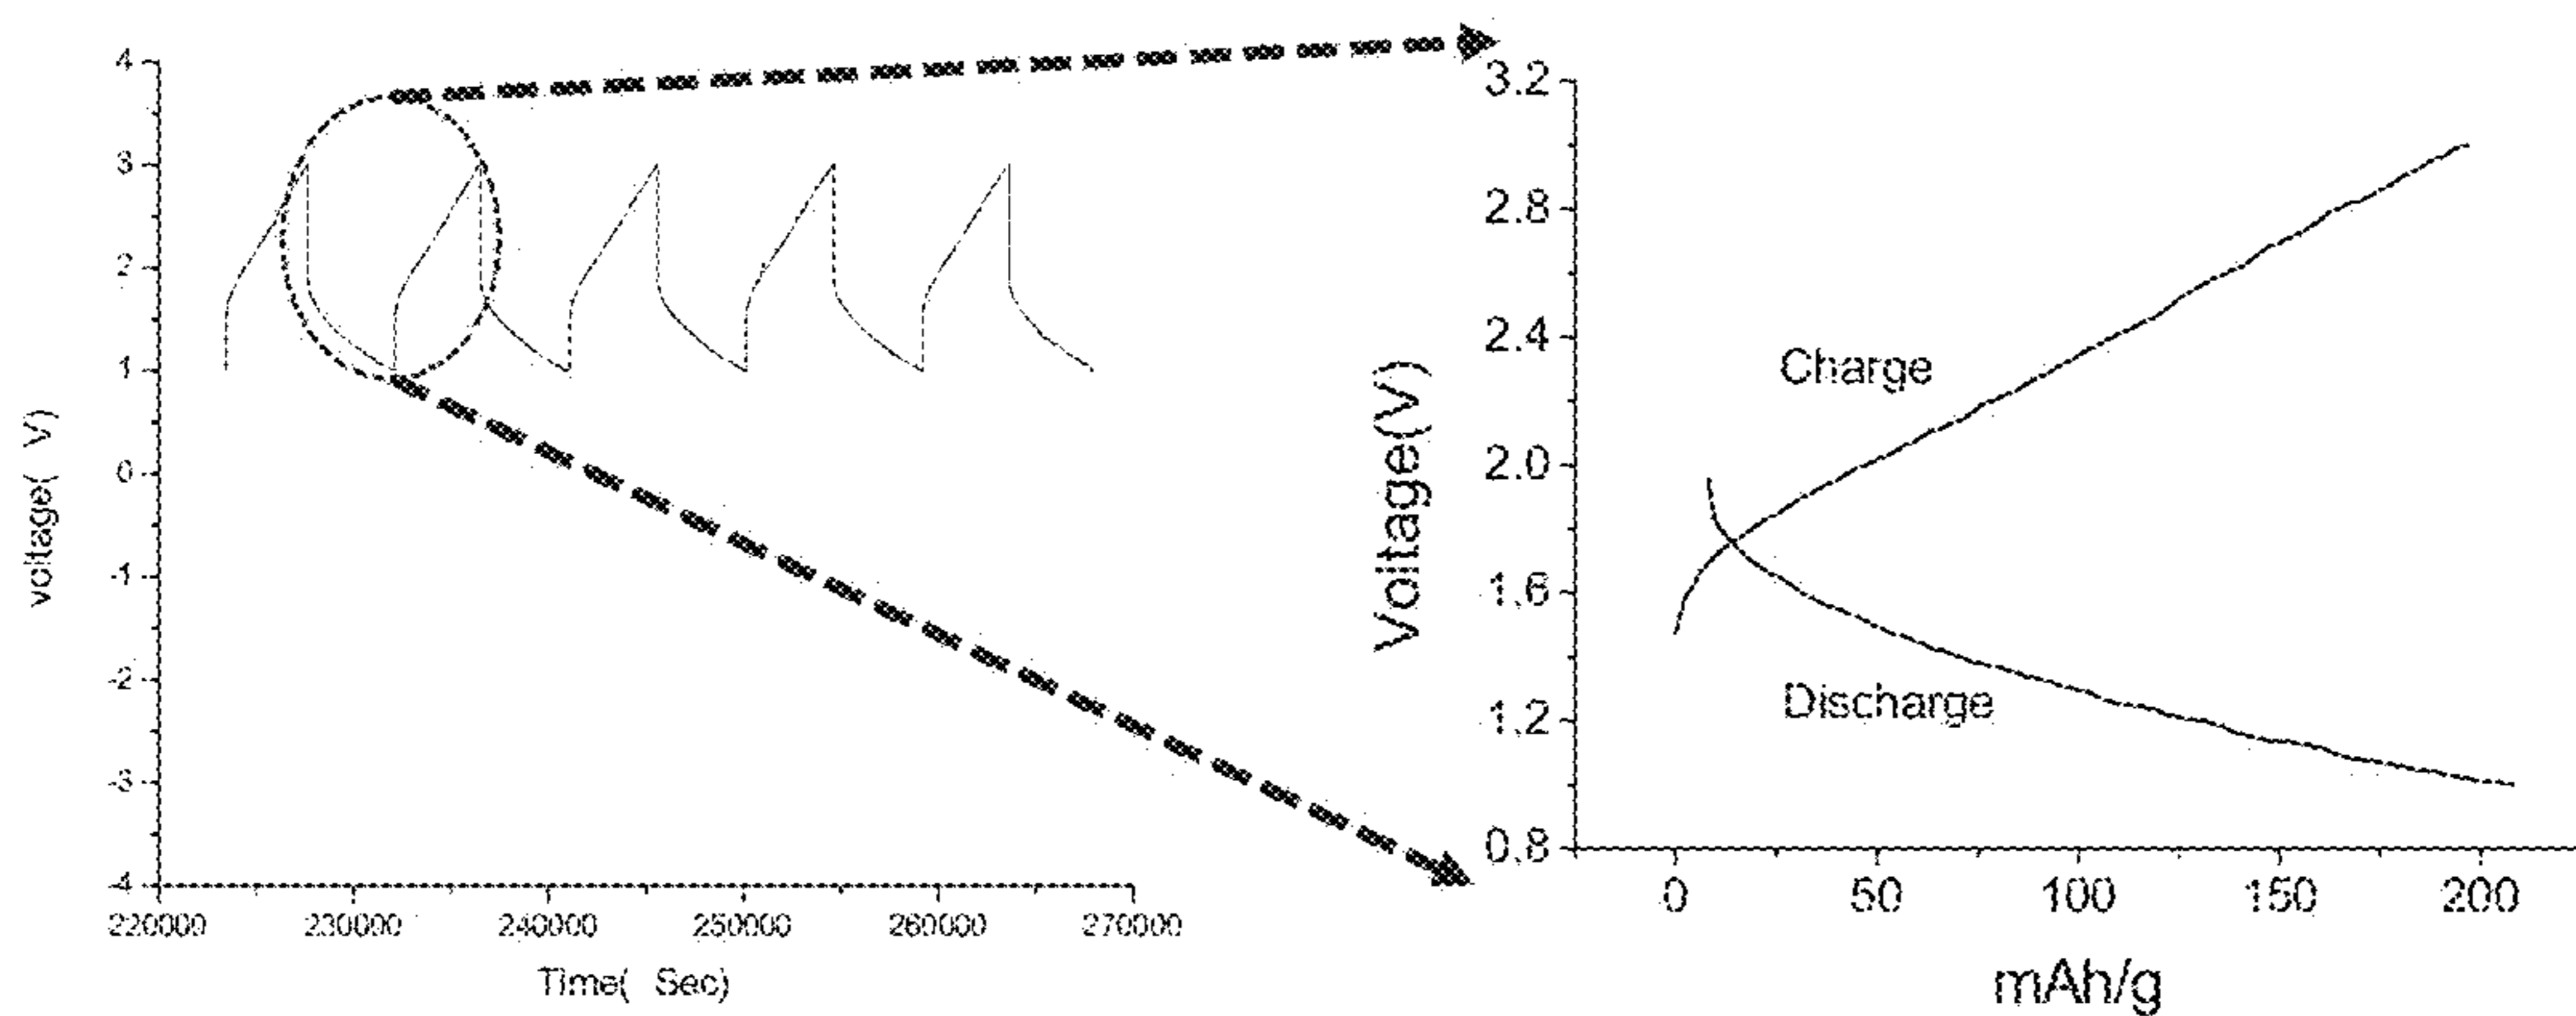 4
3
2
1
0
-1
-2
-3
-4
voltage( V)
220000 230000 240000 250000 260000 270000
Time( Sec)
3.2
2.8
2.4
2.0
1.6
1.2
0.8
Voltage(V)
Charge
Discharge
0 50 100 150 200
mAh/g